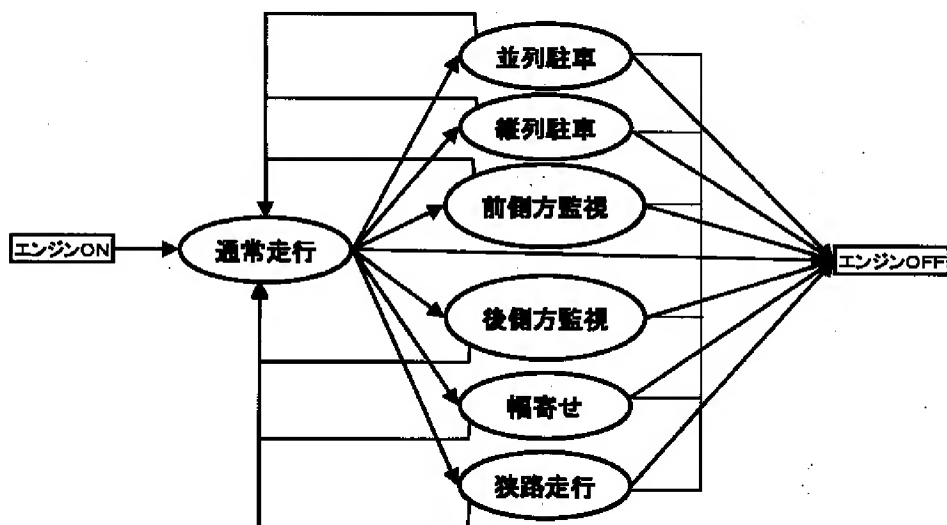 並列駐車
縦列駐車
前側方監視
エンジンON
通常走行
エンジンOFF
後側方監視
幅寄せ
狭路走行